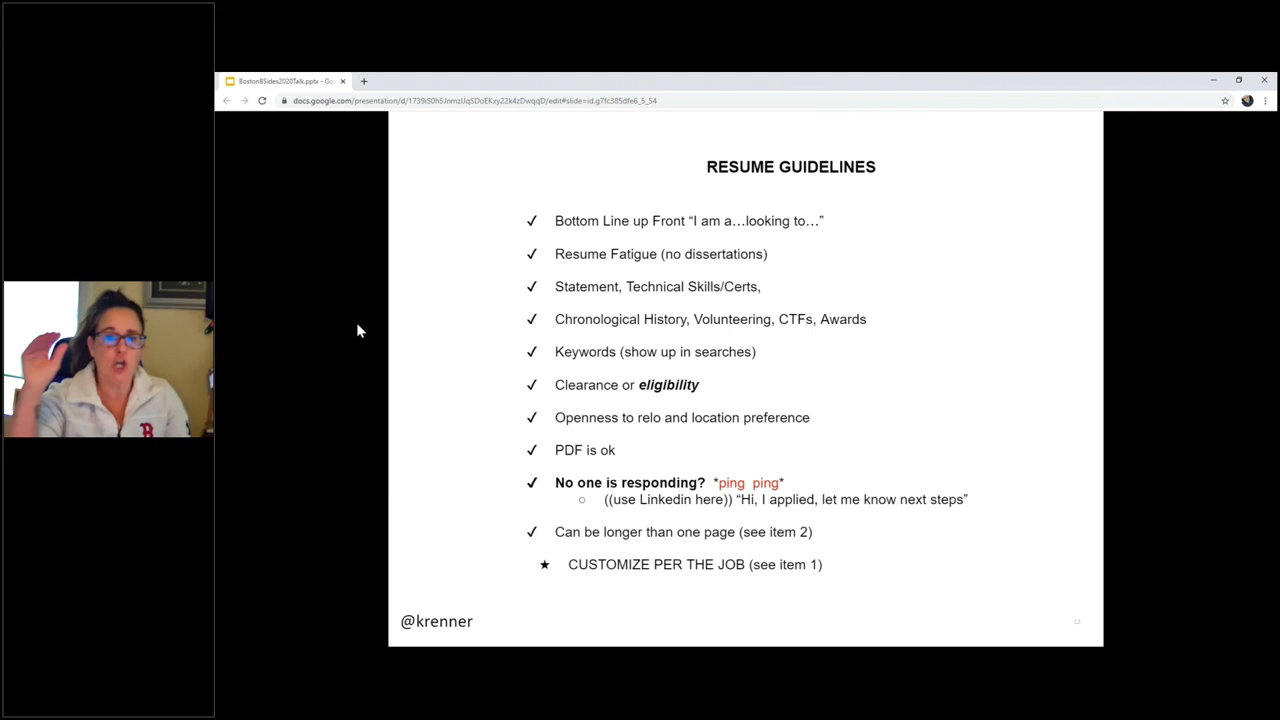 BostonBSides2020Talk.pptx - Go
RESUME GUIDELINES
✓ Bottom Line up Front “I am a…looking to…”
✓ Resume Fatigue (no dissertations)
✓ Statement, Technical Skills/Certs,
✓ Chronological History, Volunteering, CTFs, Awards
✓ Keywords (show up in searches)
✓ Clearance or eligibility
✓ Openness to relo and location preference
✓ PDF is ok
✓ No one is responding? *ping ping*
○ ((use Linkedin here)) “Hi, I applied, let me know next steps”
✓ Can be longer than one page (see item 2)
★ CUSTOMIZE PER THE JOB (see item 1)
@krenner
12
B